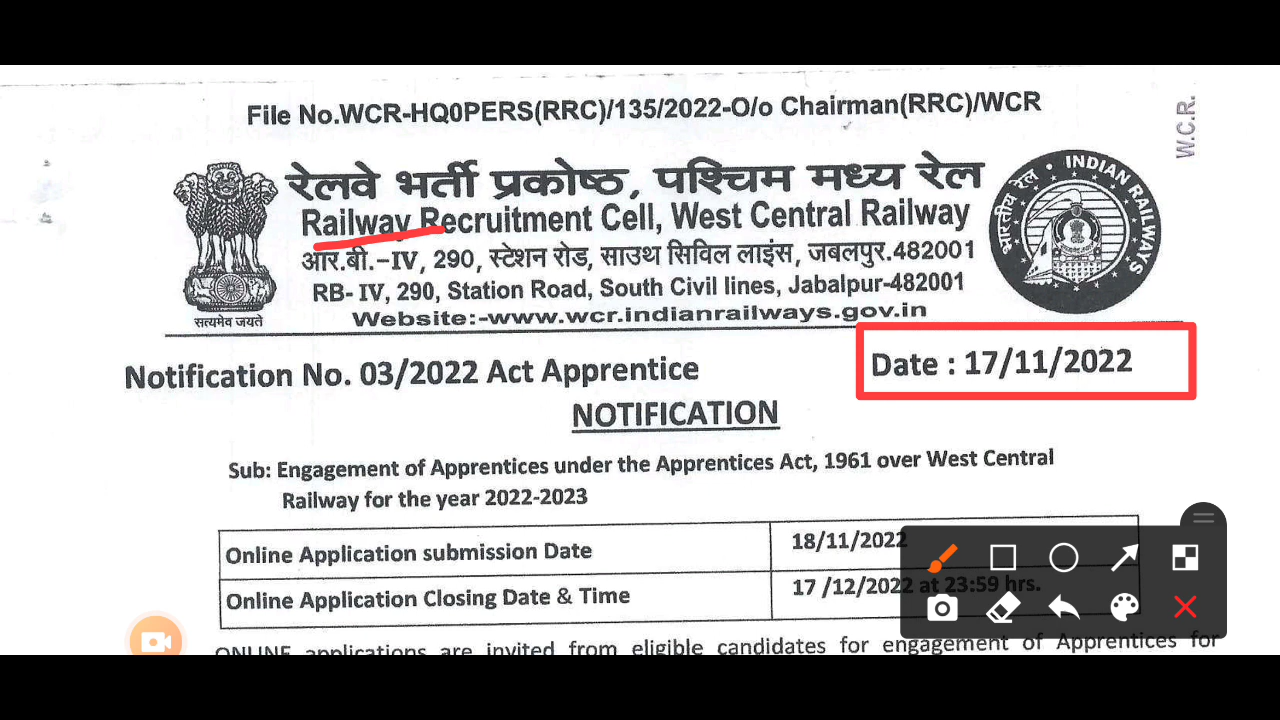 File No.WCR-HQ0PERS(RRC)/135/2022-O/o Chairman(RRC)/WCR
W.C.R.
रेलवे भर्ती प्रकोष्ठ, पश्चिम मध्य रेल
Railway Recruitment Cell, West Central Railway
आर.बी.–IV, 290, स्टेशन रोड, साउथ सिविल लाइंस, जबलपुर.482001
RB- IV, 290, Station Road, South Civil lines, Jabalpur-482001
Website:-www.wcr.indianrailways.gov.in
सत्यमेव जयते
भारतीय रेल • INDIAN RAILWAYS
Notification No. 03/2022 Act Apprentice
Date : 17/11/2022
NOTIFICATION
Sub: Engagement of Apprentices under the Apprentices Act, 1961 over West Central
Railway for the year 2022-2023
Online Application submission Date 18/11/2022
Online Application Closing Date & Time 17 /12/2022 at 23:59 hrs.
ONLINE applications are invited from eligible candidates for engagement of Apprentices for